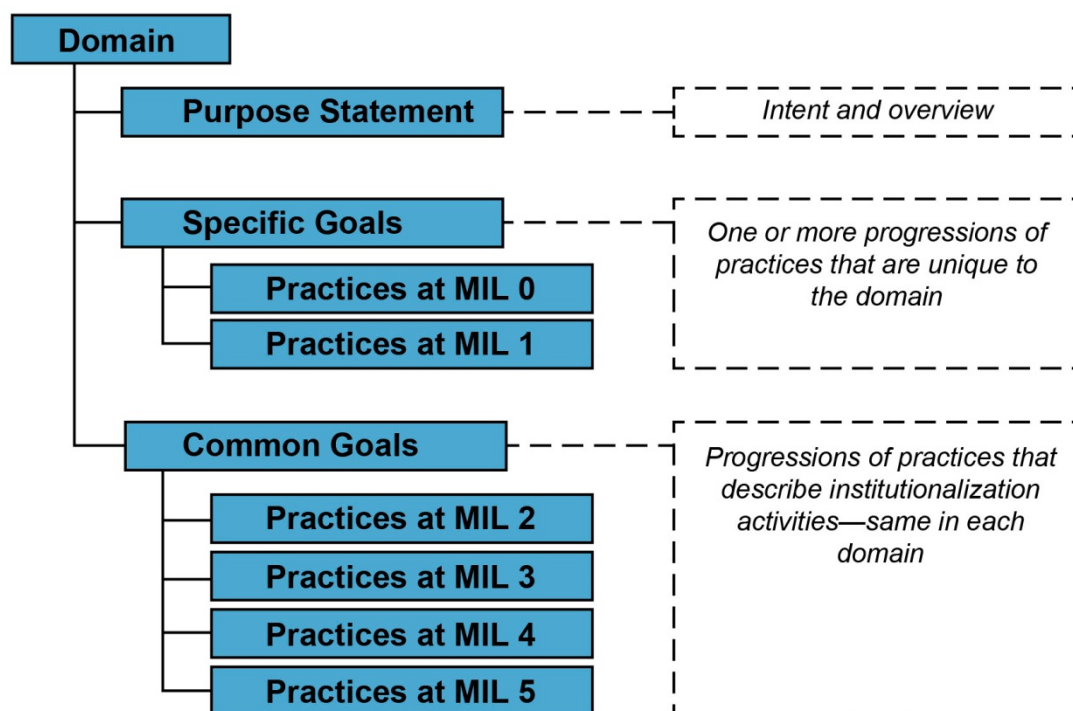 Domain
Purpose Statement
Intent and overview
Specific Goals
One or more progressions of
practices that are unique to
the domain
Practices at MIL 0
Practices at MIL 1
Common Goals
Progressions of practices that
describe institutionalization
activities—same in each
domain
Practices at MIL 2
Practices at MIL 3
Practices at MIL 4
Practices at MIL 5